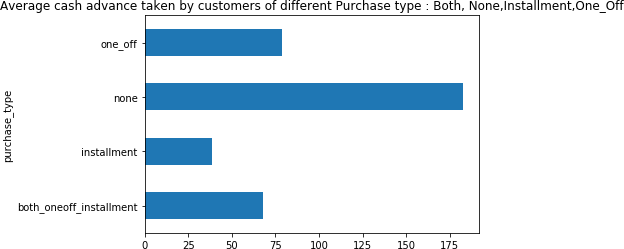 Average cash advance taken by customers of different Purchase type : Both, None,Installment,One_Off
one_off
none
installment
both_oneoff_installment
purchase_type
0 25 50 75 100 125 150 175